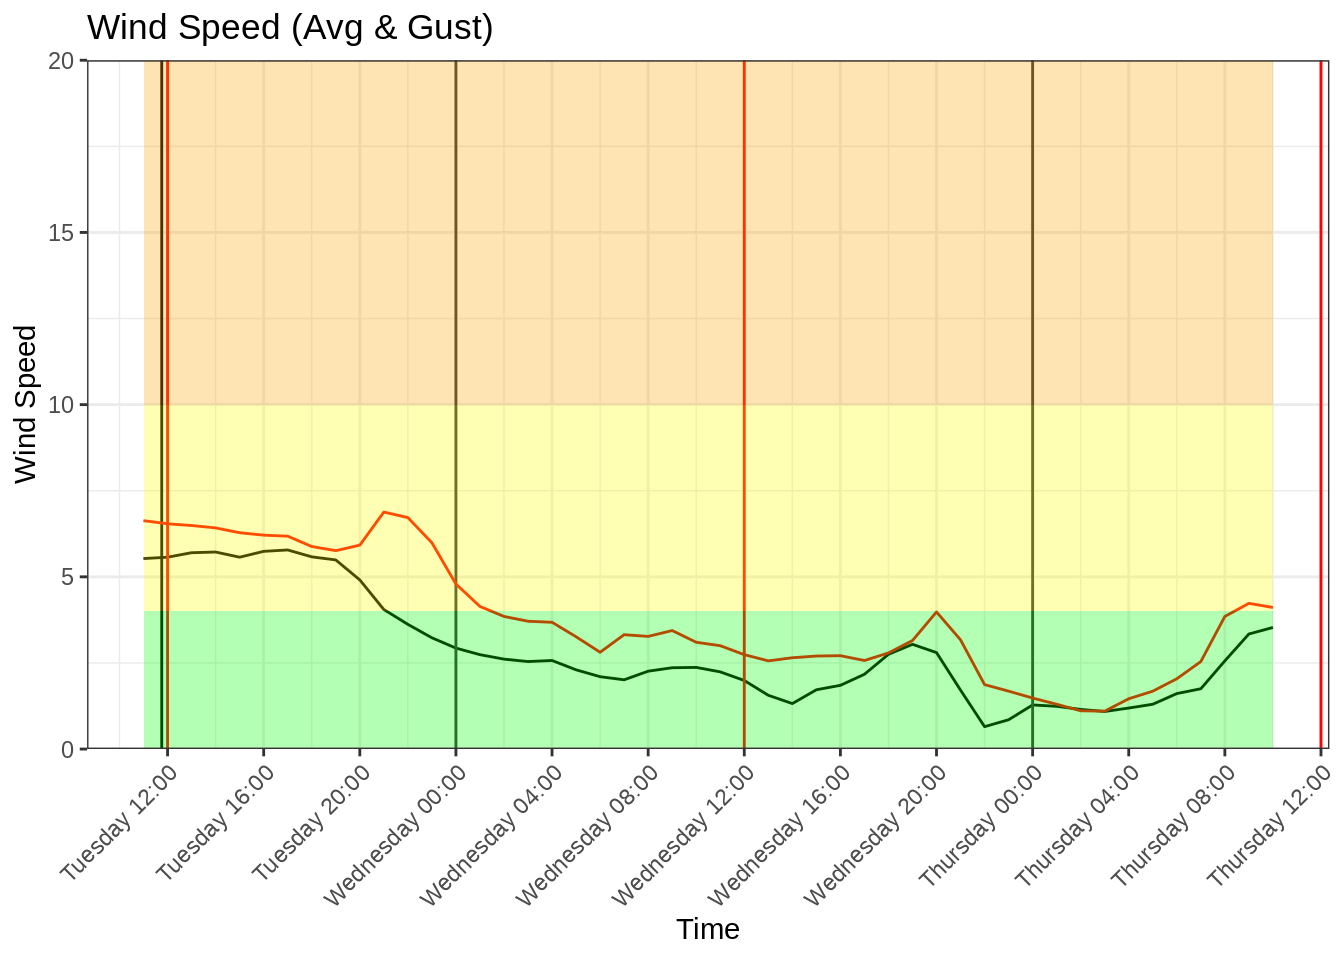 Wind Speed (Avg & Gust)
20
15
10
5
0
Wind Speed
Tuesday 12:00
Tuesday 16:00
Tuesday 20:00
Wednesday 00:00
Wednesday 04:00
Wednesday 08:00
Wednesday 12:00
Wednesday 16:00
Wednesday 20:00
Thursday 00:00
Thursday 04:00
Thursday 08:00
Thursday 12:00
Time